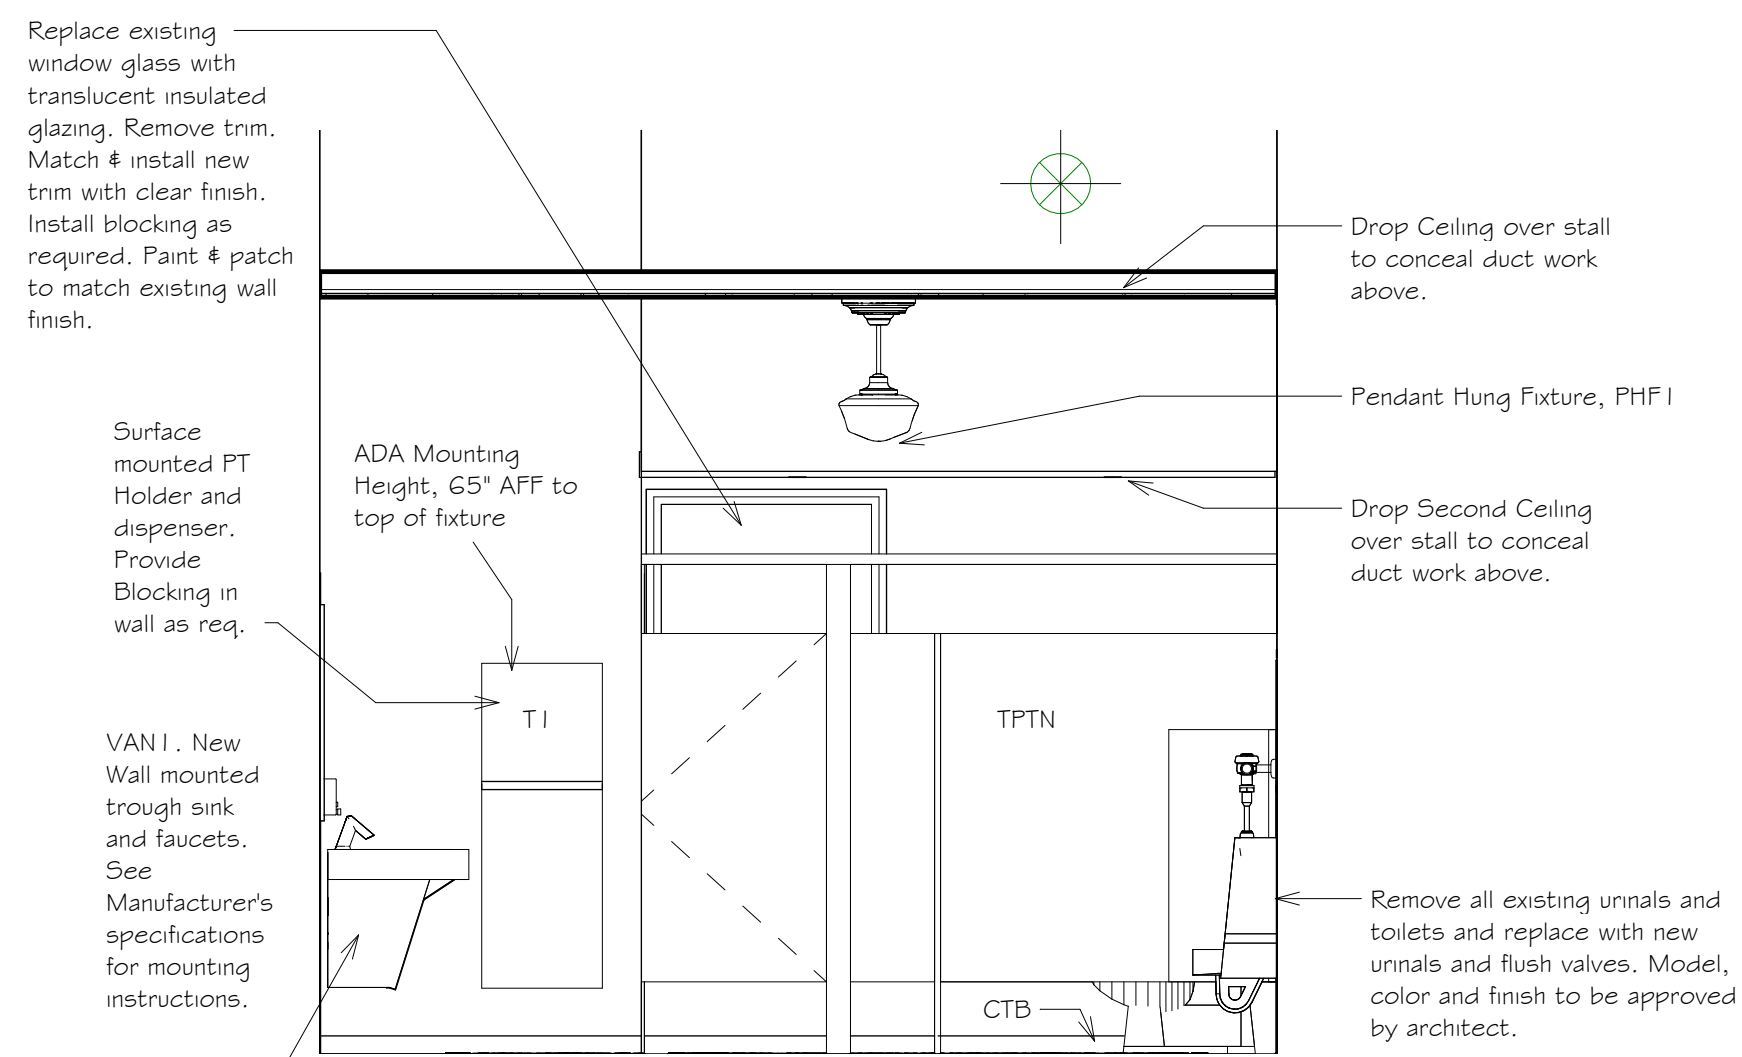 Replace existing
window glass with
translucent insulated
glazing. Remove trim.
Match & install new
trim with clear finish.
Install blocking as
required. Paint & patch
to match existing wall
finish.
Drop Ceiling over stall
to conceal duct work
above.
Pendant Hung Fixture, PHF1
Surface
mounted PT
Holder and
dispenser.
Provide
Blocking in
wall as req.
ADA Mounting
Height, 65" AFF to
top of fixture
Drop Second Ceiling
over stall to conceal
duct work above.
T1
TPTN
VAN1. New
Wall mounted
trough sink
and faucets.
See
Manufacturer's
specifications
for mounting
instructions.
Remove all existing urinals and
toilets and replace with new
urinals and flush valves. Model,
color and finish to be approved
by architect.
CTB